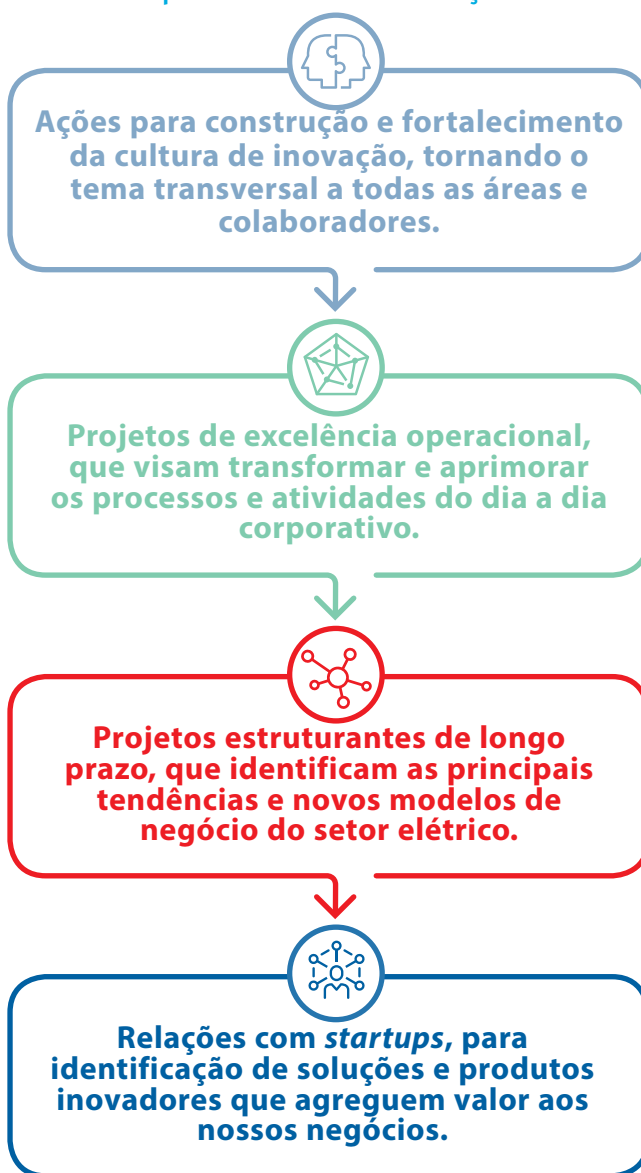 Ações para construção e fortalecimento
da cultura de inovação, tornando o
tema transversal a todas as áreas e
colaboradores.
Projetos de excelência operacional,
que visam transformar e aprimorar
os processos e atividades do dia a dia
corporativo.
Projetos estruturantes de longo
prazo, que identificam as principais
tendências e novos modelos de
negócio do setor elétrico.
Relações com startups, para
identificação de soluções e produtos
inovadores que agreguem valor aos
nossos negócios.